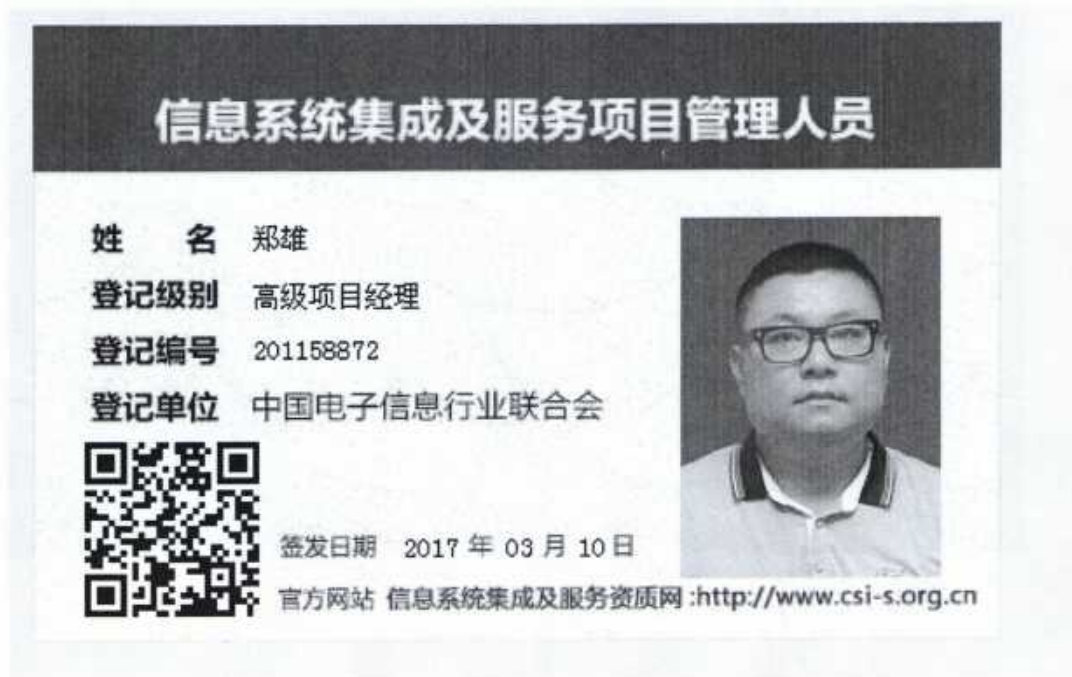 信息系统集成及服务项目管理人员
姓 名 郑雄
登记级别 高级项目经理
登记编号 201158872
登记单位 中国电子信息行业联合会
签发日期 2017 年 03 月 10 日
官方网站 信息系统集成及服务资质网:http://www.csi-s.org.cn